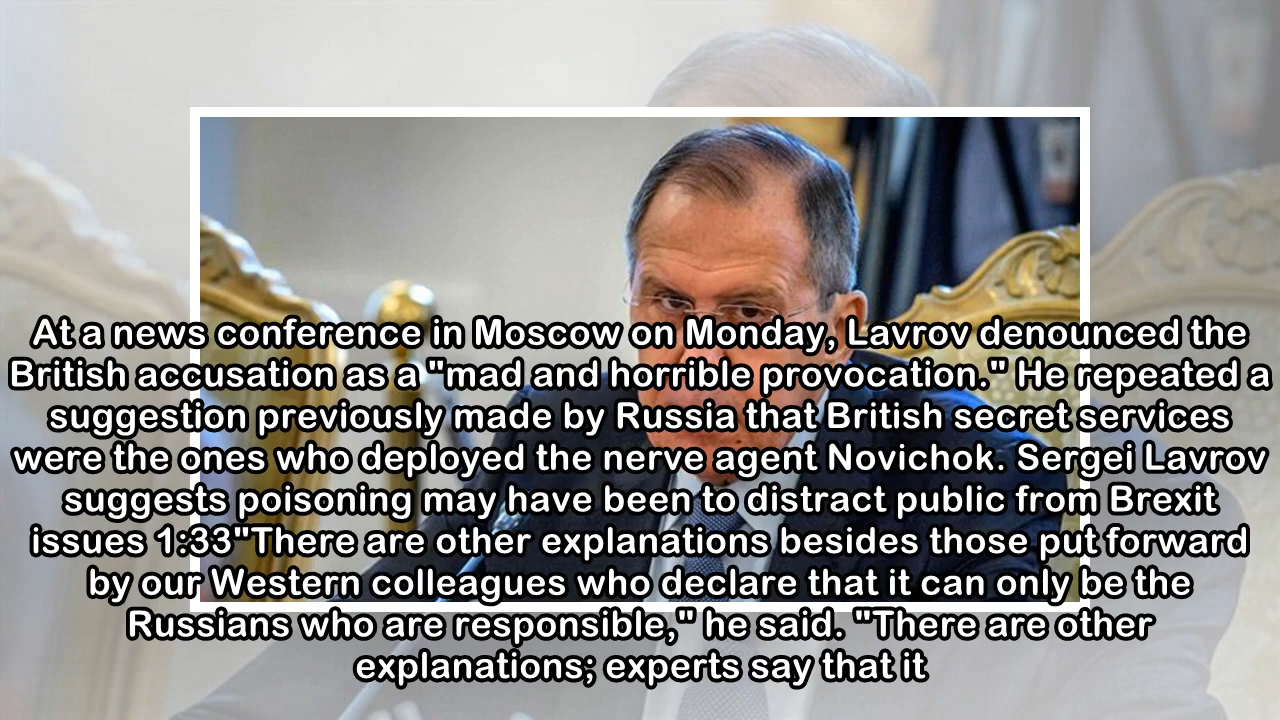 At a news conference in Moscow on Monday, Lavrov denounced the
British accusation as a "mad and horrible provocation." He repeated a
suggestion previously made by Russia that British secret services
were the ones who deployed the nerve agent Novichok. Sergei Lavrov
suggests poisoning may have been to distract public from Brexit
issues 1:33"There are other explanations besides those put forward
by our Western colleagues who declare that it can only be the
Russians who are responsible," he said. "There are other
explanations; experts say that it